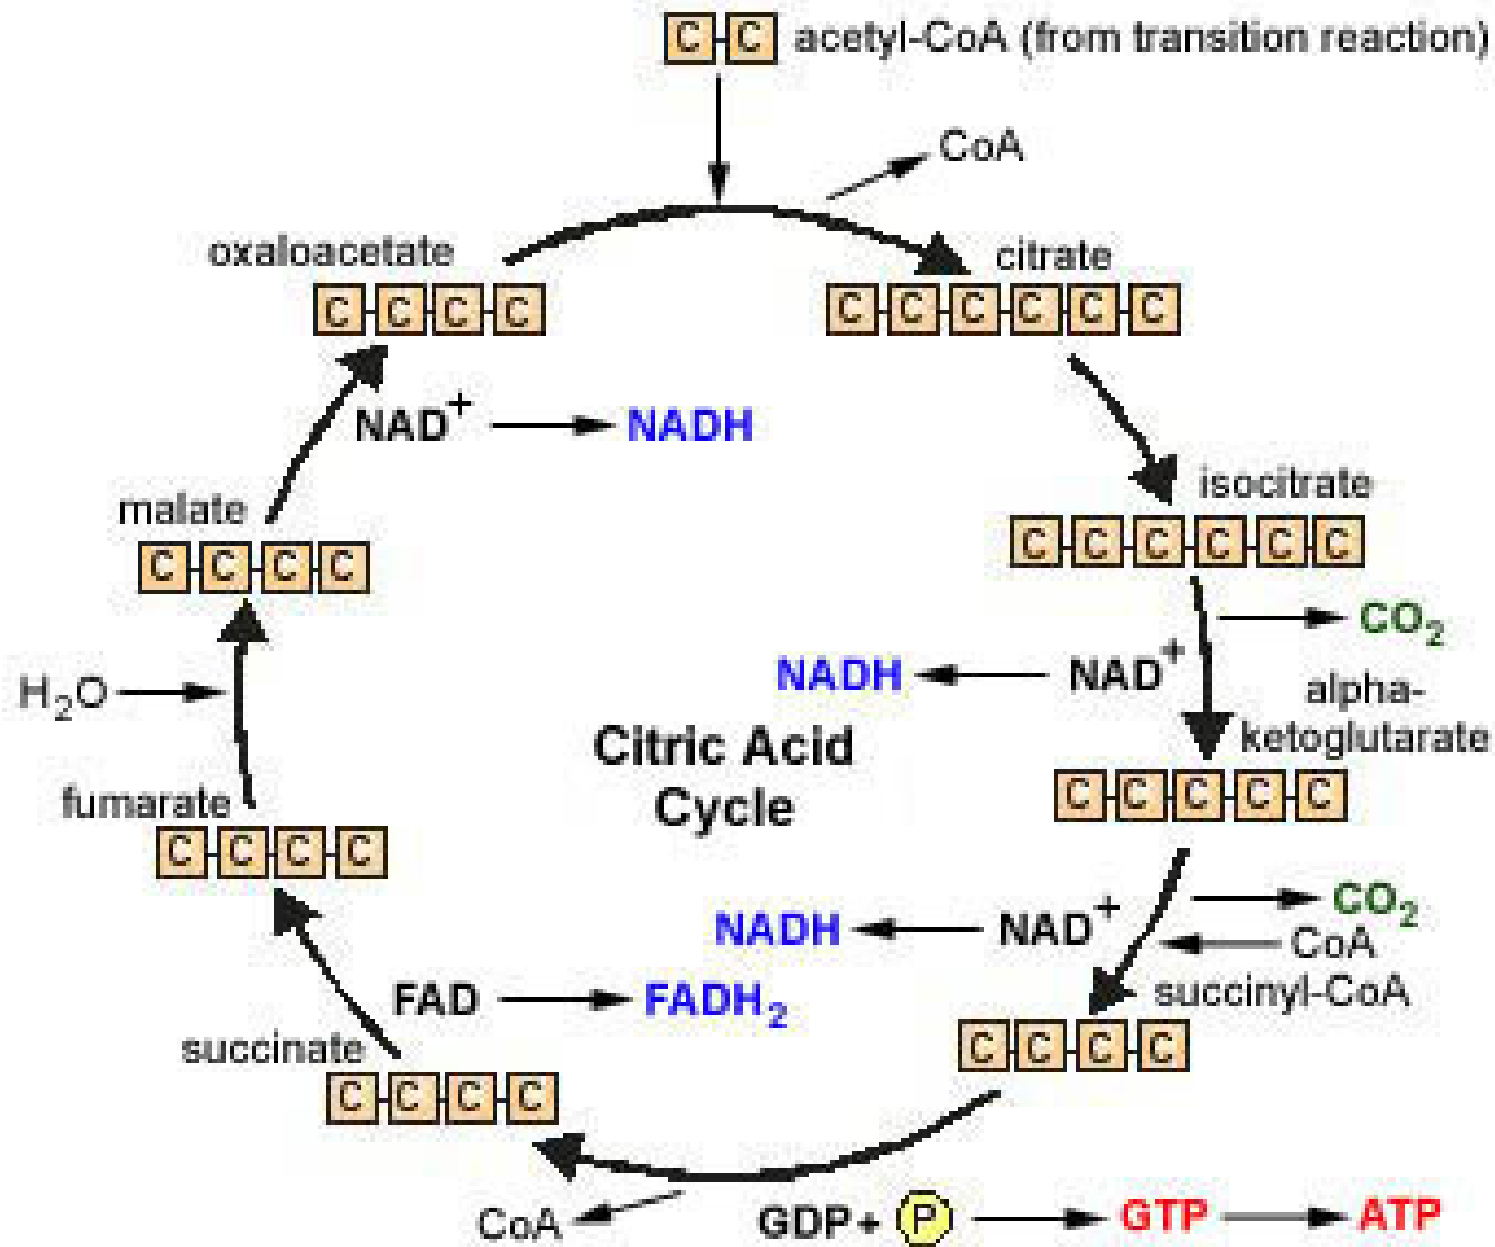 C-C acetyl-CoA (from transition reaction)
CoA
oxaloacetate
C-C-C-C
citrate
C-C-C-C-C-C
NAD+ NADH
isocitrate
C-C-C-C-C-C
malate
C-C-C-C
CO2
NADH NAD+
alpha-
ketoglutarate
C-C-C-C-C
H2O
Citric Acid
Cycle
fumarate
C-C-C-C
CO2
NADH NAD+
CoA
succinyl-CoA
C-C-C-C
FAD FADH2
succinate
C-C-C-C
CoA
GDP+ P GTP ATP